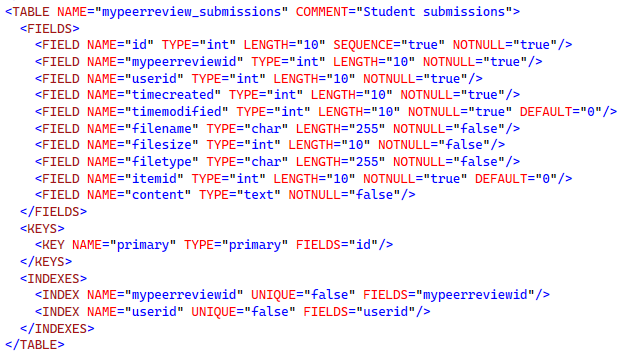 <TABLE NAME="mypeerreview_submissions" COMMENT="Student submissions">
  <FIELDS>
    <FIELD NAME="id" TYPE="int" LENGTH="10" SEQUENCE="true" NOTNULL="true"/>
    <FIELD NAME="mypeerreviewid" TYPE="int" LENGTH="10" NOTNULL="true"/>
    <FIELD NAME="userid" TYPE="int" LENGTH="10" NOTNULL="true"/>
    <FIELD NAME="timecreated" TYPE="int" LENGTH="10" NOTNULL="true"/>
    <FIELD NAME="timemodified" TYPE="int" LENGTH="10" NOTNULL="true" DEFAULT="0"/>
    <FIELD NAME="filename" TYPE="char" LENGTH="255" NOTNULL="false"/>
    <FIELD NAME="filesize" TYPE="int" LENGTH="10" NOTNULL="false"/>
    <FIELD NAME="filetype" TYPE="char" LENGTH="255" NOTNULL="false"/>
    <FIELD NAME="itemid" TYPE="int" LENGTH="10" NOTNULL="true" DEFAULT="0"/>
    <FIELD NAME="content" TYPE="text" NOTNULL="false"/>
  </FIELDS>
  <KEYS>
    <KEY NAME="primary" TYPE="primary" FIELDS="id"/>
  </KEYS>
  <INDEXES>
    <INDEX NAME="mypeerreviewid" UNIQUE="false" FIELDS="mypeerreviewid"/>
    <INDEX NAME="userid" UNIQUE="false" FIELDS="userid"/>
  </INDEXES>
</TABLE>